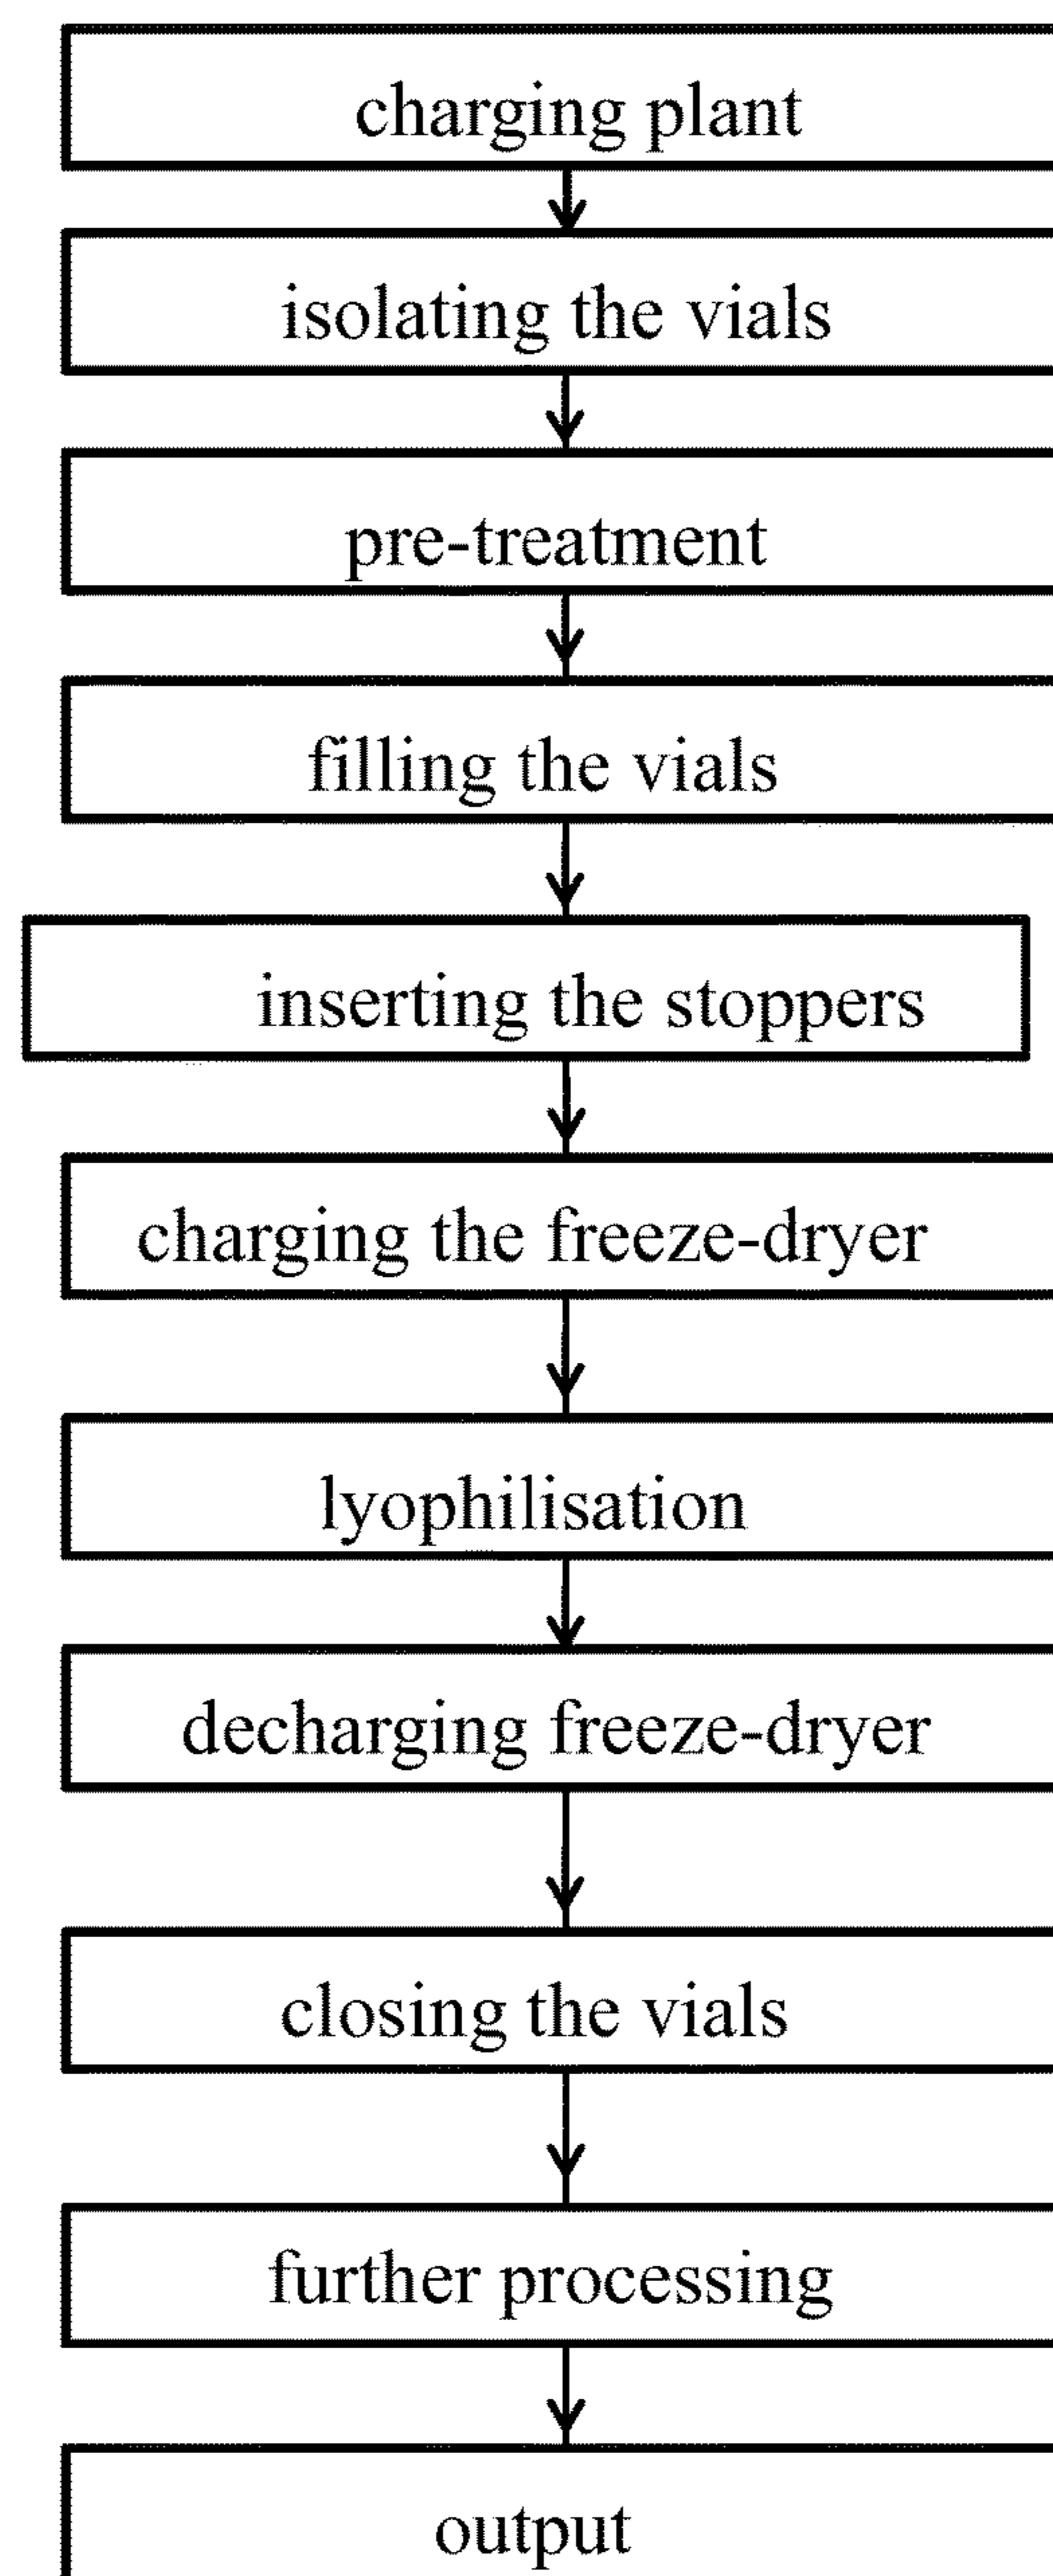 charging plant
isolating the vials
pre-treatment
filling the vials
inserting the stoppers
charging the freeze-dryer
lyophilisation
decharging freeze-dryer
closing the vials
further processing
output